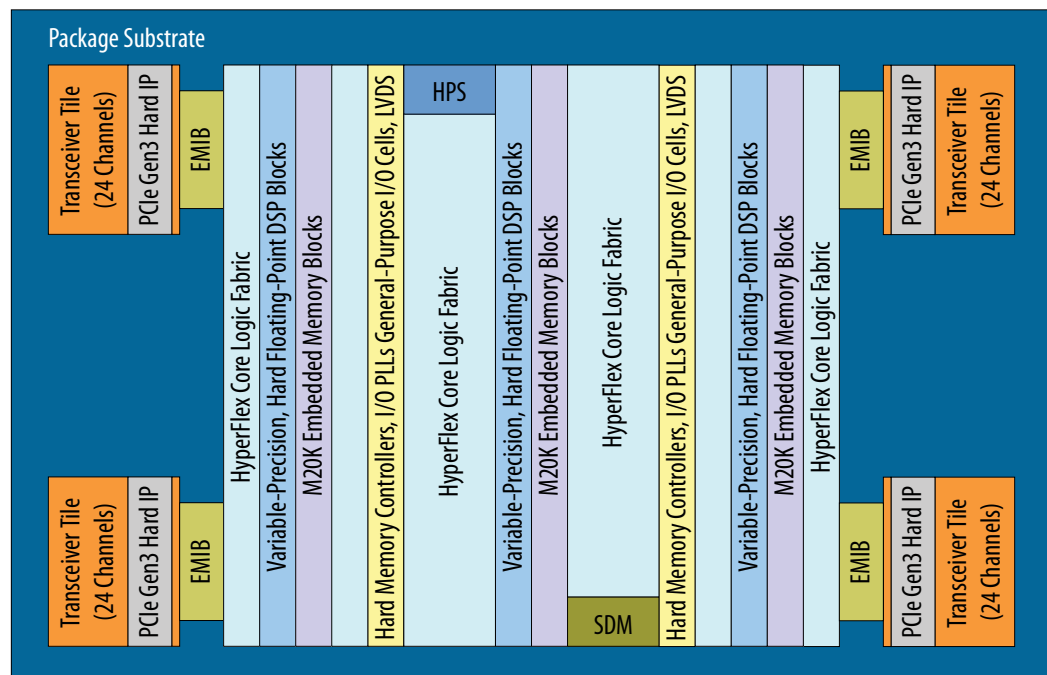 Package Substrate
Transceiver Tile
(24 Channels)
PCIe Gen3 Hard IP
EMIB
Transceiver Tile
(24 Channels)
PCIe Gen3 Hard IP
EMIB
HyperFlex Core Logic Fabric
Variable-Precision, Hard Floating-Point DSP Blocks
M20K Embedded Memory Blocks
Hard Memory Controllers, I/O PLLs General-Purpose I/O Cells, LVDS
HPS
HyperFlex Core Logic Fabric
Variable-Precision, Hard Floating-Point DSP Blocks
M20K Embedded Memory Blocks
HyperFlex Core Logic Fabric
SDM
Hard Memory Controllers, I/O PLLs General-Purpose I/O Cells, LVDS
Variable-Precision, Hard Floating-Point DSP Blocks
M20K Embedded Memory Blocks
HyperFlex Core Logic Fabric
EMIB
PCIe Gen3 Hard IP
Transceiver Tile
(24 Channels)
EMIB
PCIe Gen3 Hard IP
Transceiver Tile
(24 Channels)